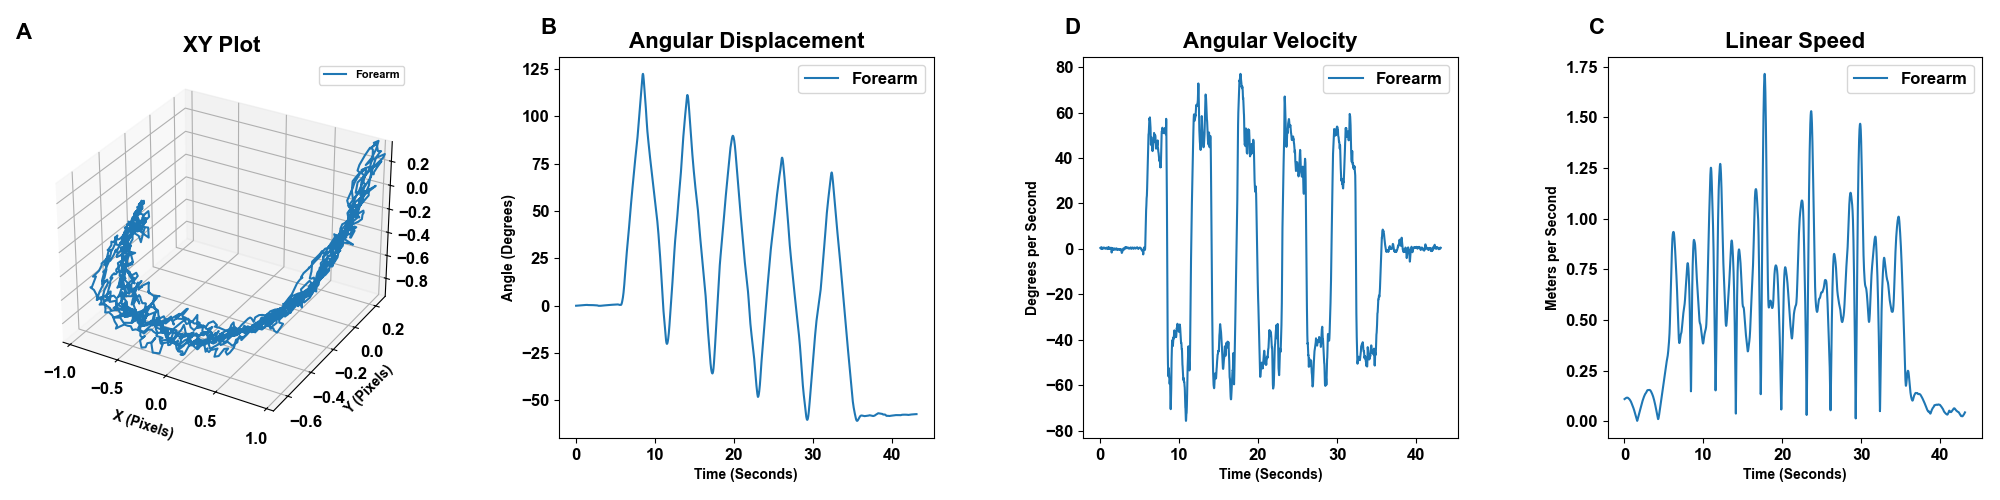 A
XY Plot
Forearm
0.2
0.0
−0.2
−0.4
−0.6
−0.8
0.2
0.0
−0.2
−0.4
−0.6
Y (Pixels)
−1.0
−0.5
0.0
0.5
1.0
X (Pixels)
B
Angular Displacement
Forearm
125
100
75
50
25
0
−25
−50
Angle (Degrees)
0 10 20 30 40
Time (Seconds)
D
Angular Velocity
Forearm
80
60
40
20
0
−20
−40
−60
−80
Degrees per Second
0 10 20 30 40
Time (Seconds)
C
Linear Speed
Forearm
1.75
1.50
1.25
1.00
0.75
0.50
0.25
0.00
Meters per Second
0 10 20 30 40
Time (Seconds)